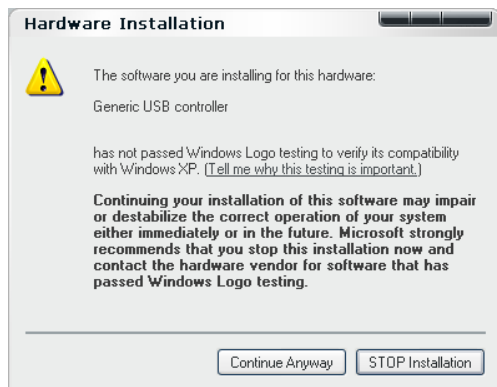 Hardware Installation
The software you are installing for this hardware:
Generic USB controller
has not passed Windows Logo testing to verify its compatibility
with Windows XP. (Tell me why this testing is important.)
Continuing your installation of this software may impair
or destabilize the correct operation of your system
either immediately or in the future. Microsoft strongly
recommends that you stop this installation now and
contact the hardware vendor for software that has
passed Windows Logo testing.
Continue Anyway
STOP Installation